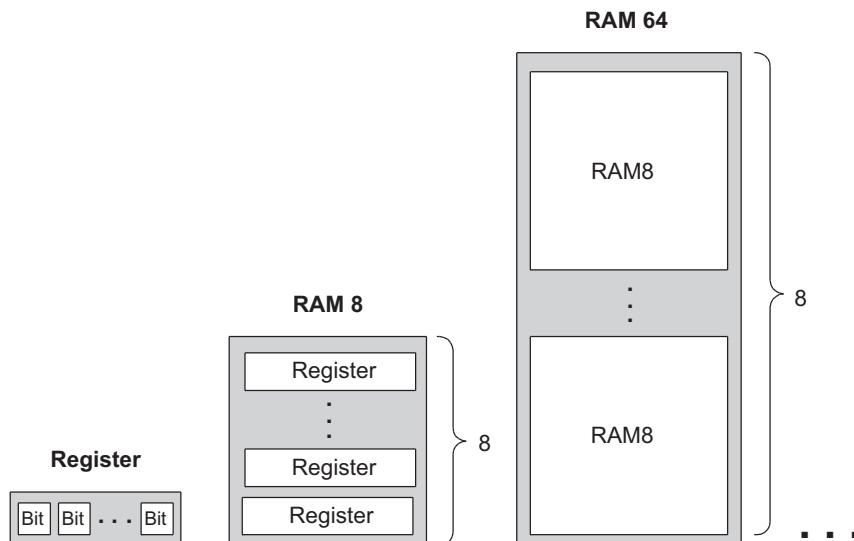 RAM 64
RAM8
8
RAM8
RAM 8
Register
Register
Register
8
Register
Bit Bit . . . Bit